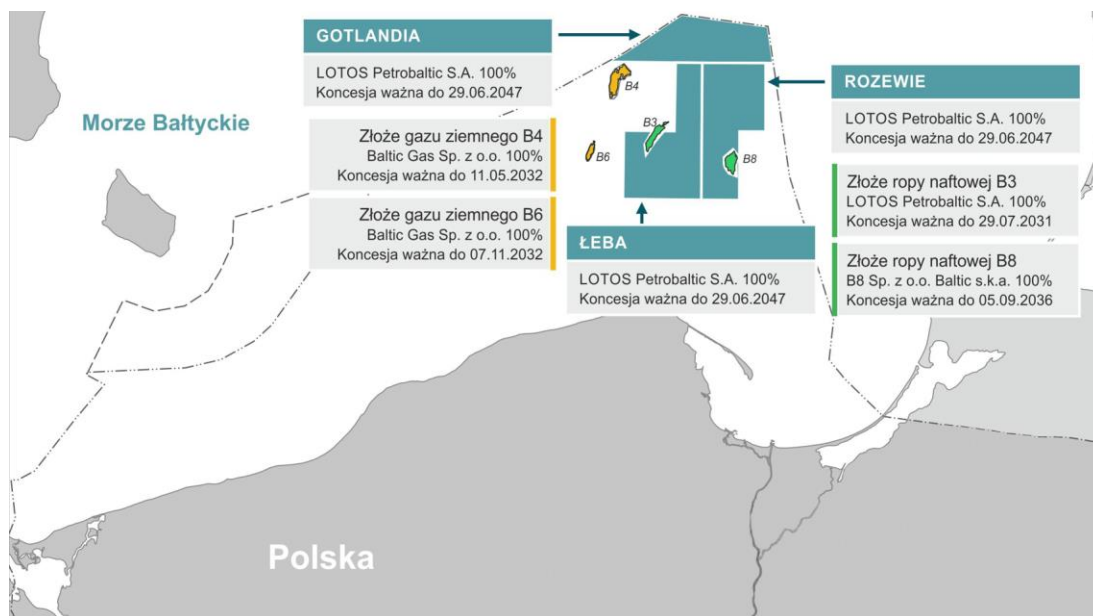 GOTLANDIA
LOTOS Petrobaltic S.A. 100%
Koncesja ważna do 29.06.2047
Morze Bałtyckie
Złoże gazu ziemnego B4
Baltic Gas Sp. z o.o. 100%
Koncesja ważna do 11.05.2032
Złoże gazu ziemnego B6
Baltic Gas Sp. z o.o. 100%
Koncesja ważna do 07.11.2032
B4
B3
B6
B8
ŁEBA
LOTOS Petrobaltic S.A. 100%
Koncesja ważna do 29.06.2047
ROZEWIE
LOTOS Petrobaltic S.A. 100%
Koncesja ważna do 29.06.2047
Złoże ropy naftowej B3
LOTOS Petrobaltic S.A. 100%
Koncesja ważna do 29.07.2031
Złoże ropy naftowej B8
B8 Sp. z o.o. Baltic s.k.a. 100%
Koncesja ważna do 05.09.2036
Polska